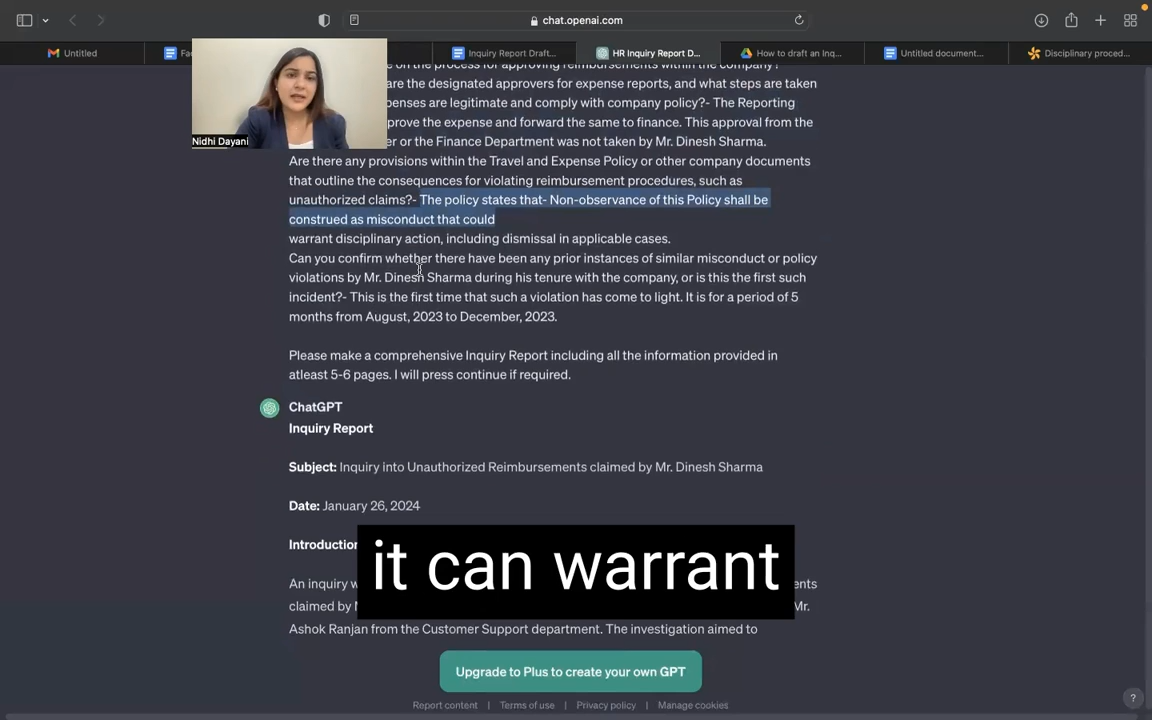 chat.openai.com
Untitled
Fac
Inquiry Report Draft...
HR Inquiry Report D...
How to draft an Inq...
Untitled document...
Disciplinary proced...
Nidhi Dayani
on the process for approving reimbursements within the company?
are the designated approvers for expense reports, and what steps are taken
penses are legitimate and comply with company policy?- The Reporting
prove the expense and forward the same to finance. This approval from the
er or the Finance Department was not taken by Mr. Dinesh Sharma.
Are there any provisions within the Travel and Expense Policy or other company documents
that outline the consequences for violating reimbursement procedures, such as
unauthorized claims?- The policy states that- Non-observance of this Policy shall be
construed as misconduct that could
warrant disciplinary action, including dismissal in applicable cases.
Can you confirm whether there have been any prior instances of similar misconduct or policy
violations by Mr. Dinesh Sharma during his tenure with the company, or is this the first such
incident?- This is the first time that such a violation has come to light. It is for a period of 5
months from August, 2023 to December, 2023.
Please make a comprehensive Inquiry Report including all the information provided in
atleast 5-6 pages. I will press continue if required.
ChatGPT
Inquiry Report
Subject: Inquiry into Unauthorized Reimbursements claimed by Mr. Dinesh Sharma
Date: January 26, 2024
Introduction
it can warrant
An inquiry w ents
claimed by M Mr.
Ashok Ranjan from the Customer Support department. The investigation aimed to
Upgrade to Plus to create your own GPT
Report content | Terms of use | Privacy policy | Manage cookies
?